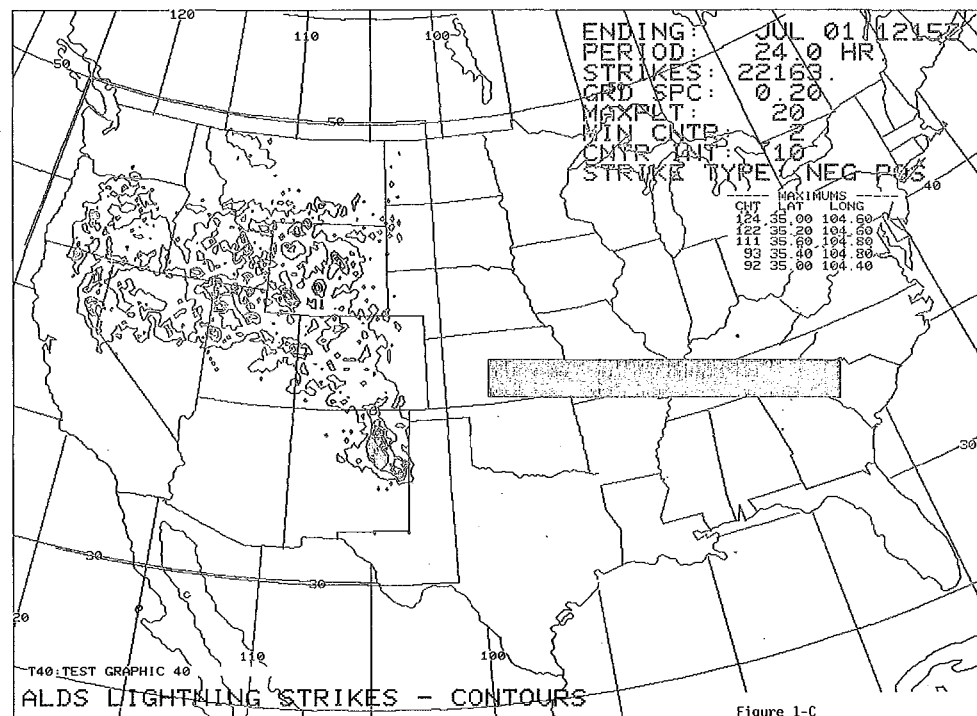 120
110
100
50
50
40
30
30
30
20
110
100
ENDING: JUL 01/1215Z
PERIOD: 24.0 HR
STRIKES: 22163.
GRD SPC: 0.20
MAXPLT: 20
MIN CNTR: 2
CNTR INT: 10
STRIKE TYPE: NEG POS
MAXIMUMS
CNT LAT LONG
124 35.00 104.60
122 35.20 104.60
111 35.60 104.80
93 35.40 104.80
92 35.00 104.40
T40:TEST GRAPHIC 40
ALDS LIGHTNING STRIKES - CONTOURS
Figure 1-C